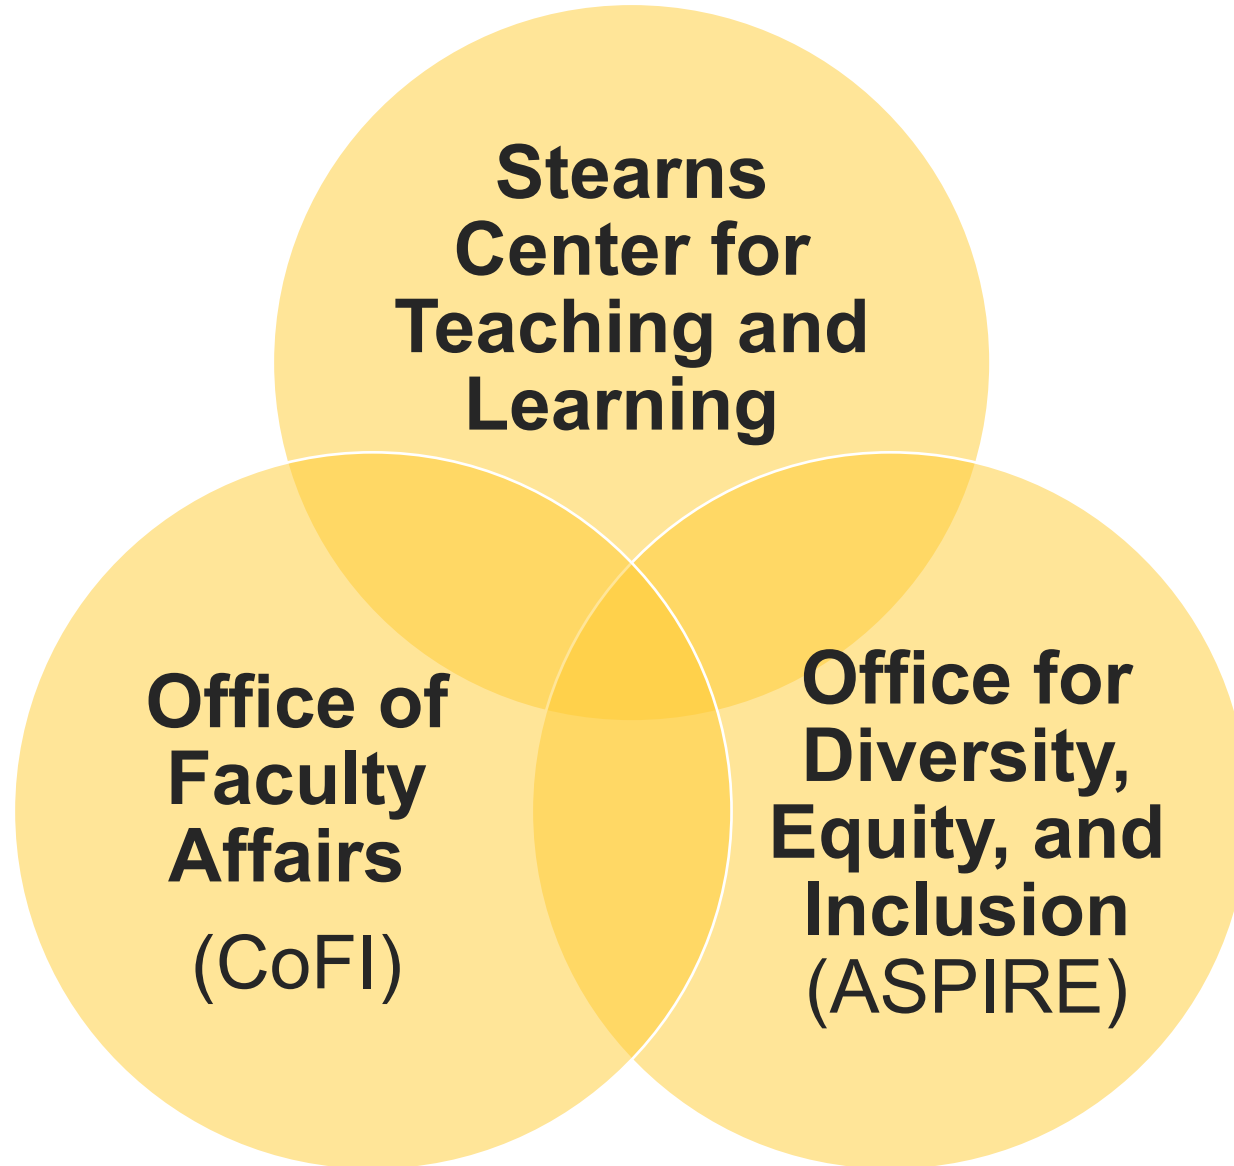 Stearns
Center for
Teaching and
Learning
Office of
Faculty
Affairs
(CoFI)
Office for
Diversity,
Equity, and
Inclusion
(ASPIRE)